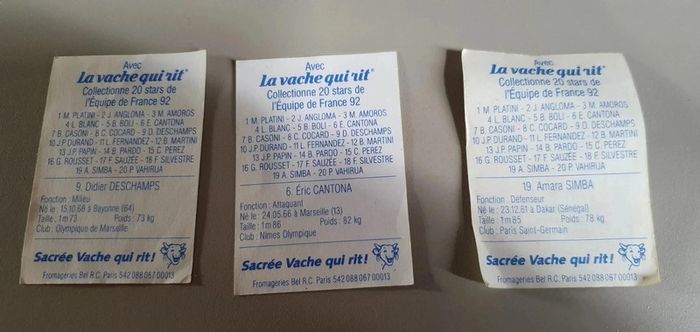 Avec
La vache qui rit®
Collectionne 20 stars de
l'Équipe de France 92
1 M. PLATINI - 2 J. ANGLOMA - 3 M. AMOROS
4 L. BLANC - 5 B. BOLI - 6 E. CANTONA
7 B. CASONI - 8 C. COCARD - 9 D. DESCHAMPS
10 J.P DURAND - 11 L. FERNANDEZ - 12 B. MARTINI
13 J.P PAPIN - 14 B. PARDO - 15 C. PEREZ
16 G. ROUSSET - 17 F. SAUZÉE - 18 F. SILVESTRE
19 A. SIMBA - 20 P. VAHIRUA
9. Didier DESCHAMPS
Fonction : Milieu
Né le : 15.10.68 à Bayonne (64)
Taille : 1m73 Poids : 73 kg
Club : Olympique de Marseille
Sacrée Vache qui rit!
Fromageries Bel R.C. Paris 542 088 067 00013
Avec
La vache qui rit®
Collectionne 20 stars de
l'Équipe de France 92
1 M. PLATINI - 2 J. ANGLOMA - 3 M. AMOROS
4 L. BLANC - 5 B. BOLI - 6 E. CANTONA
7 B. CASONI - 8 C. COCARD - 9 D. DESCHAMPS
10 J.P. DURAND - 11 L. FERNANDEZ - 12 B. MARTINI
13 J.P. PAPIN - 14 B. PARDO - 15 C. PEREZ
16 G. ROUSSET - 17 F. SAUZÉE - 18 F. SILVESTRE
19 A. SIMBA - 20 P. VAHIRUA
6. Éric CANTONA
Fonction : Attaquant
Né le : 24.05.66 à Marseille (13)
Taille : 1m86 Poids : 82 kg
Club : Nîmes Olympique
Sacrée Vache qui rit!
Fromageries Bel R.C. Paris 542 088 067 00013
Avec
La vache qui rit®
Collectionne 20 stars de
l'Équipe de France 92
1 M. PLATINI - 2 J. ANGLOMA - 3 M. AMOROS
4 L. BLANC - 5 B. BOLI - 6 E. CANTONA
7 B. CASONI - 8 C. COCARD - 9 D. DESCHAMPS
10 J.P. DURAND - 11 L. FERNANDEZ - 12 B. MARTINI
13 J.P. PAPIN - 14 B. PARDO - 15 C. PEREZ
16 G. ROUSSET - 17 F. SAUZÉE - 18 F. SILVESTRE
19 A. SIMBA - 20 P. VAHIRUA
19. Amara SIMBA
Fonction : Défenseur
Né le : 23.12.61 à Dakar (Sénégal)
Taille : 1m85 Poids : 78 kg
Club : Paris Saint-Germain
Sacrée Vache qui rit!
Fromageries Bel R.C. Paris 542 088 067 00013